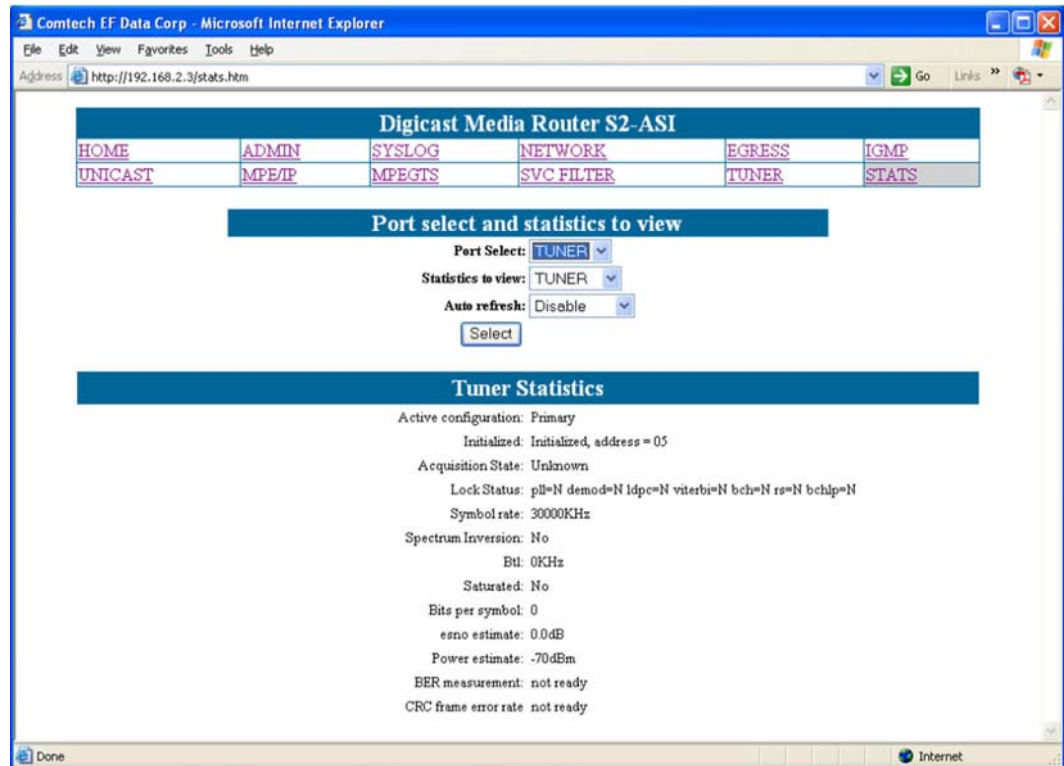 Comtech EF Data Corp - Microsoft Internet Explorer
File Edit View Favorites Tools Help
Address http://192.168.2.3/stats.htm Go Links »
Digicast Media Router S2-ASI
HOME ADMIN SYSLOG NETWORK EGRESS IGMP
UNICAST MPE/IP MPEGTS SVC FILTER TUNER STATS
Port select and statistics to view
Port Select: TUNER
Statistics to view: TUNER
Auto refresh: Disable
Select
Tuner Statistics
Active configuration: Primary
Initialized: Initialized, address = 05
Acquisition State: Unknown
Lock Status: pll=N demod=N ldpc=N viterbi=N bch=N rs=N bchlp=N
Symbol rate: 30000KHz
Spectrum Inversion: No
Btl: 0KHz
Saturated: No
Bits per symbol: 0
esno estimate: 0.0dB
Power estimate: -70dBm
BER measurement: not ready
CRC frame error rate not ready
Done Internet